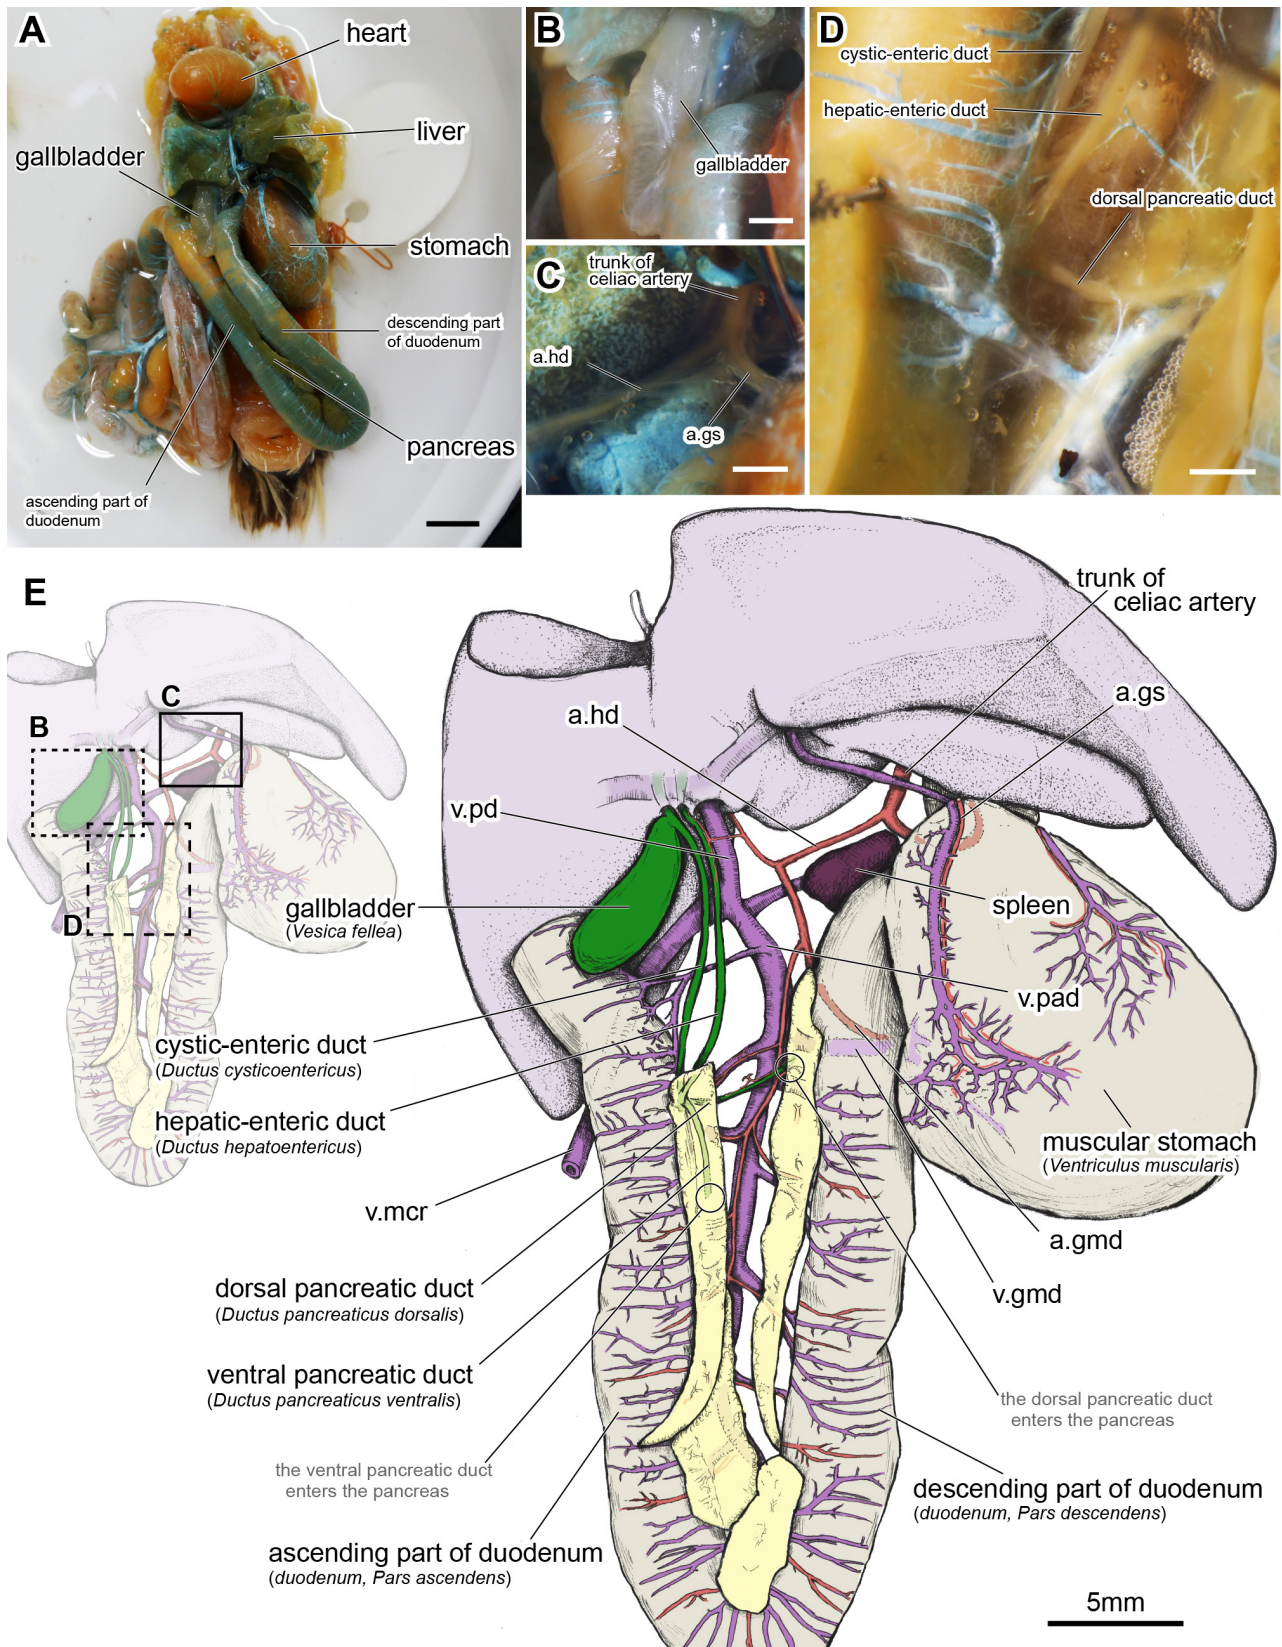 A
heart
liver
gallbladder
stomach
descending part
of duodenum
pancreas
ascending part of
duodenum
B
gallbladder
C
trunk of
celiac artery
a.hd
a.gs
D
cystic-enteric duct
hepatic-enteric duct
dorsal pancreatic duct
E
B
C
D
trunk of
celiac artery
a.gs
a.hd
v.pd
gallbladder
(Vesica fellea)
spleen
v.pad
cystic-enteric duct
(Ductus cysticoentericus)
hepatic-enteric duct
(Ductus hepatoentericus)
muscular stomach
(Ventriculus muscularis)
v.mcr
a.gmd
v.gmd
dorsal pancreatic duct
(Ductus pancreaticus dorsalis)
ventral pancreatic duct
(Ductus pancreaticus ventralis)
the dorsal pancreatic duct
enters the pancreas
the ventral pancreatic duct
enters the pancreas
descending part of duodenum
(duodenum, Pars descendens)
ascending part of duodenum
(duodenum, Pars ascendens)
5mm